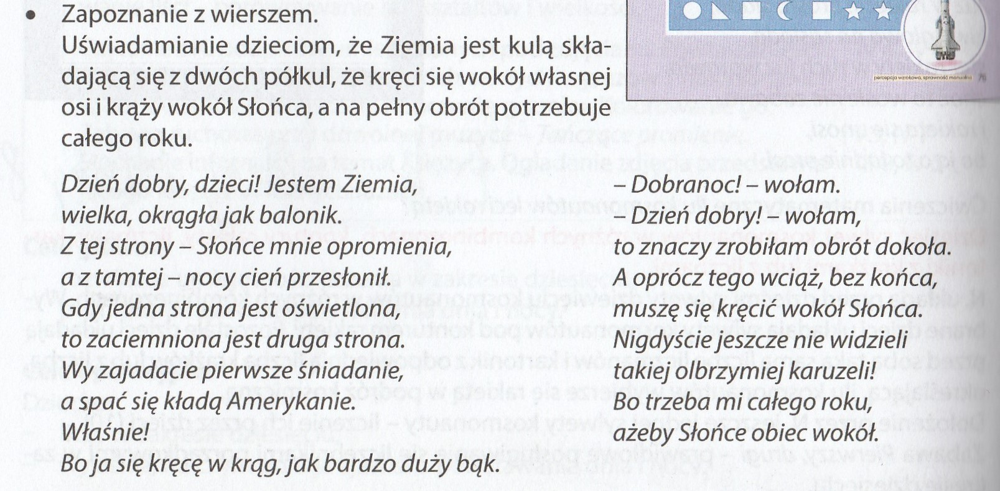 • Zapoznanie z wierszem.
Uświadamianie dzieciom, że Ziemia jest kulą skła-
dającą się z dwóch półkul, że kręci się wokół własnej
osi i krąży wokół Słońca, a na pełny obrót potrzebuje
całego roku.
percepcja wzrokowa, sprawność manualna 76
Dzień dobry, dzieci! Jestem Ziemia,
wielka, okrągła jak balonik.
Z tej strony – Słońce mnie opromienia,
a z tamtej – nocy cień przesłonił.
Gdy jedna strona jest oświetlona,
to zaciemniona jest druga strona.
Wy zajadacie pierwsze śniadanie,
a spać się kładą Amerykanie.
Właśnie!
Bo ja się kręcę w krąg, jak bardzo duży bąk.
– Dobranoc! – wołam.
– Dzień dobry! – wołam,
to znaczy zrobiłam obrót dokoła.
A oprócz tego wciąż, bez końca,
muszę się kręcić wokół Słońca.
Nigdyście jeszcze nie widzieli
takiej olbrzymiej karuzeli!
Bo trzeba mi całego roku,
ażeby Słońce obiec wokół.